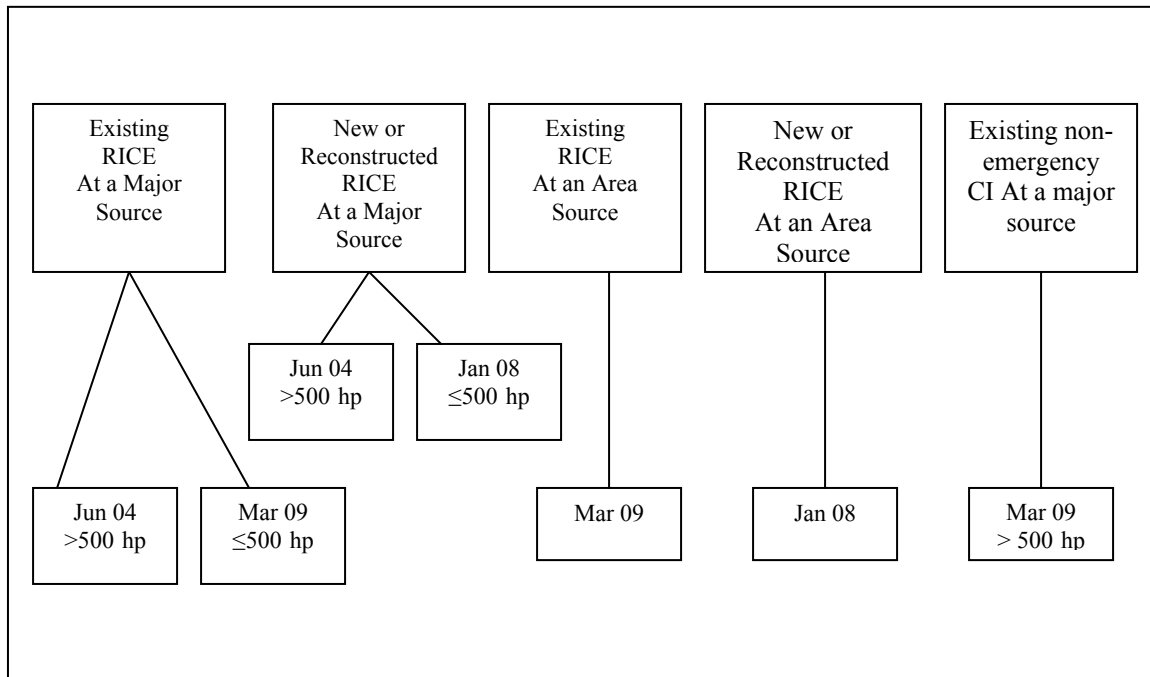 Existing
RICE
At a Major
Source
New or
Reconstructed
RICE
At a Major
Source
Existing
RICE
At an Area
Source
New or
Reconstructed
RICE
At an Area
Source
Existing non-
emergency
CI At a major
source
Jun 04
>500 hp
Jan 08
≤500 hp
Jun 04
>500 hp
Mar 09
≤500 hp
Mar 09
Jan 08
Mar 09
> 500 hp